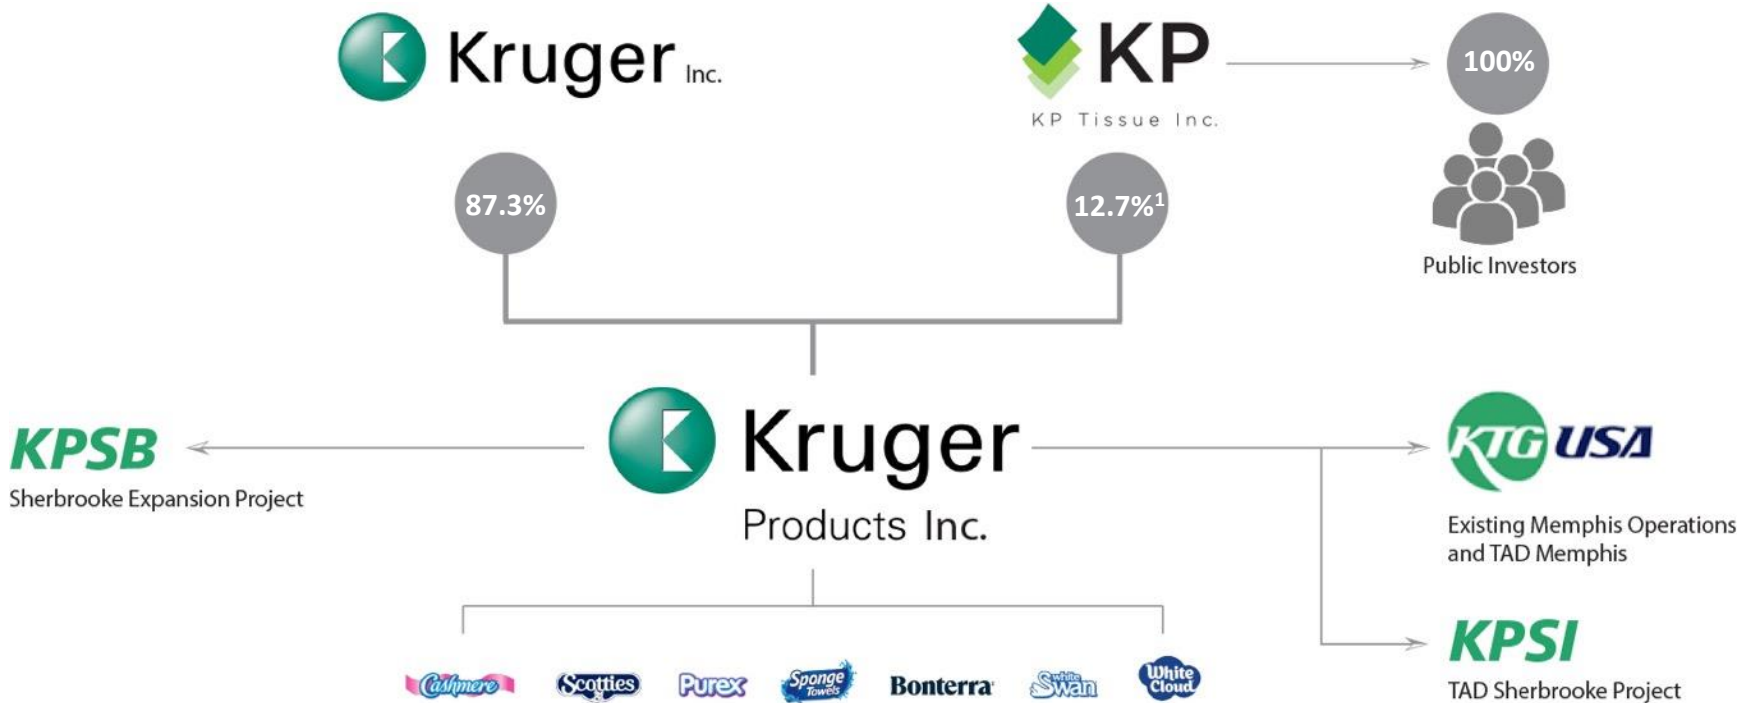 Kruger Inc.
KP
KP Tissue Inc.
100%
87.3%
12.7%¹
Public Investors
KPSB
Sherbrooke Expansion Project
Kruger
Products Inc.
KTG USA
Existing Memphis Operations
and TAD Memphis
KPSI
TAD Sherbrooke Project
Cashmere
Scotties
Purex
Sponge
Towels
Bonterra
white
Swan
White
Cloud